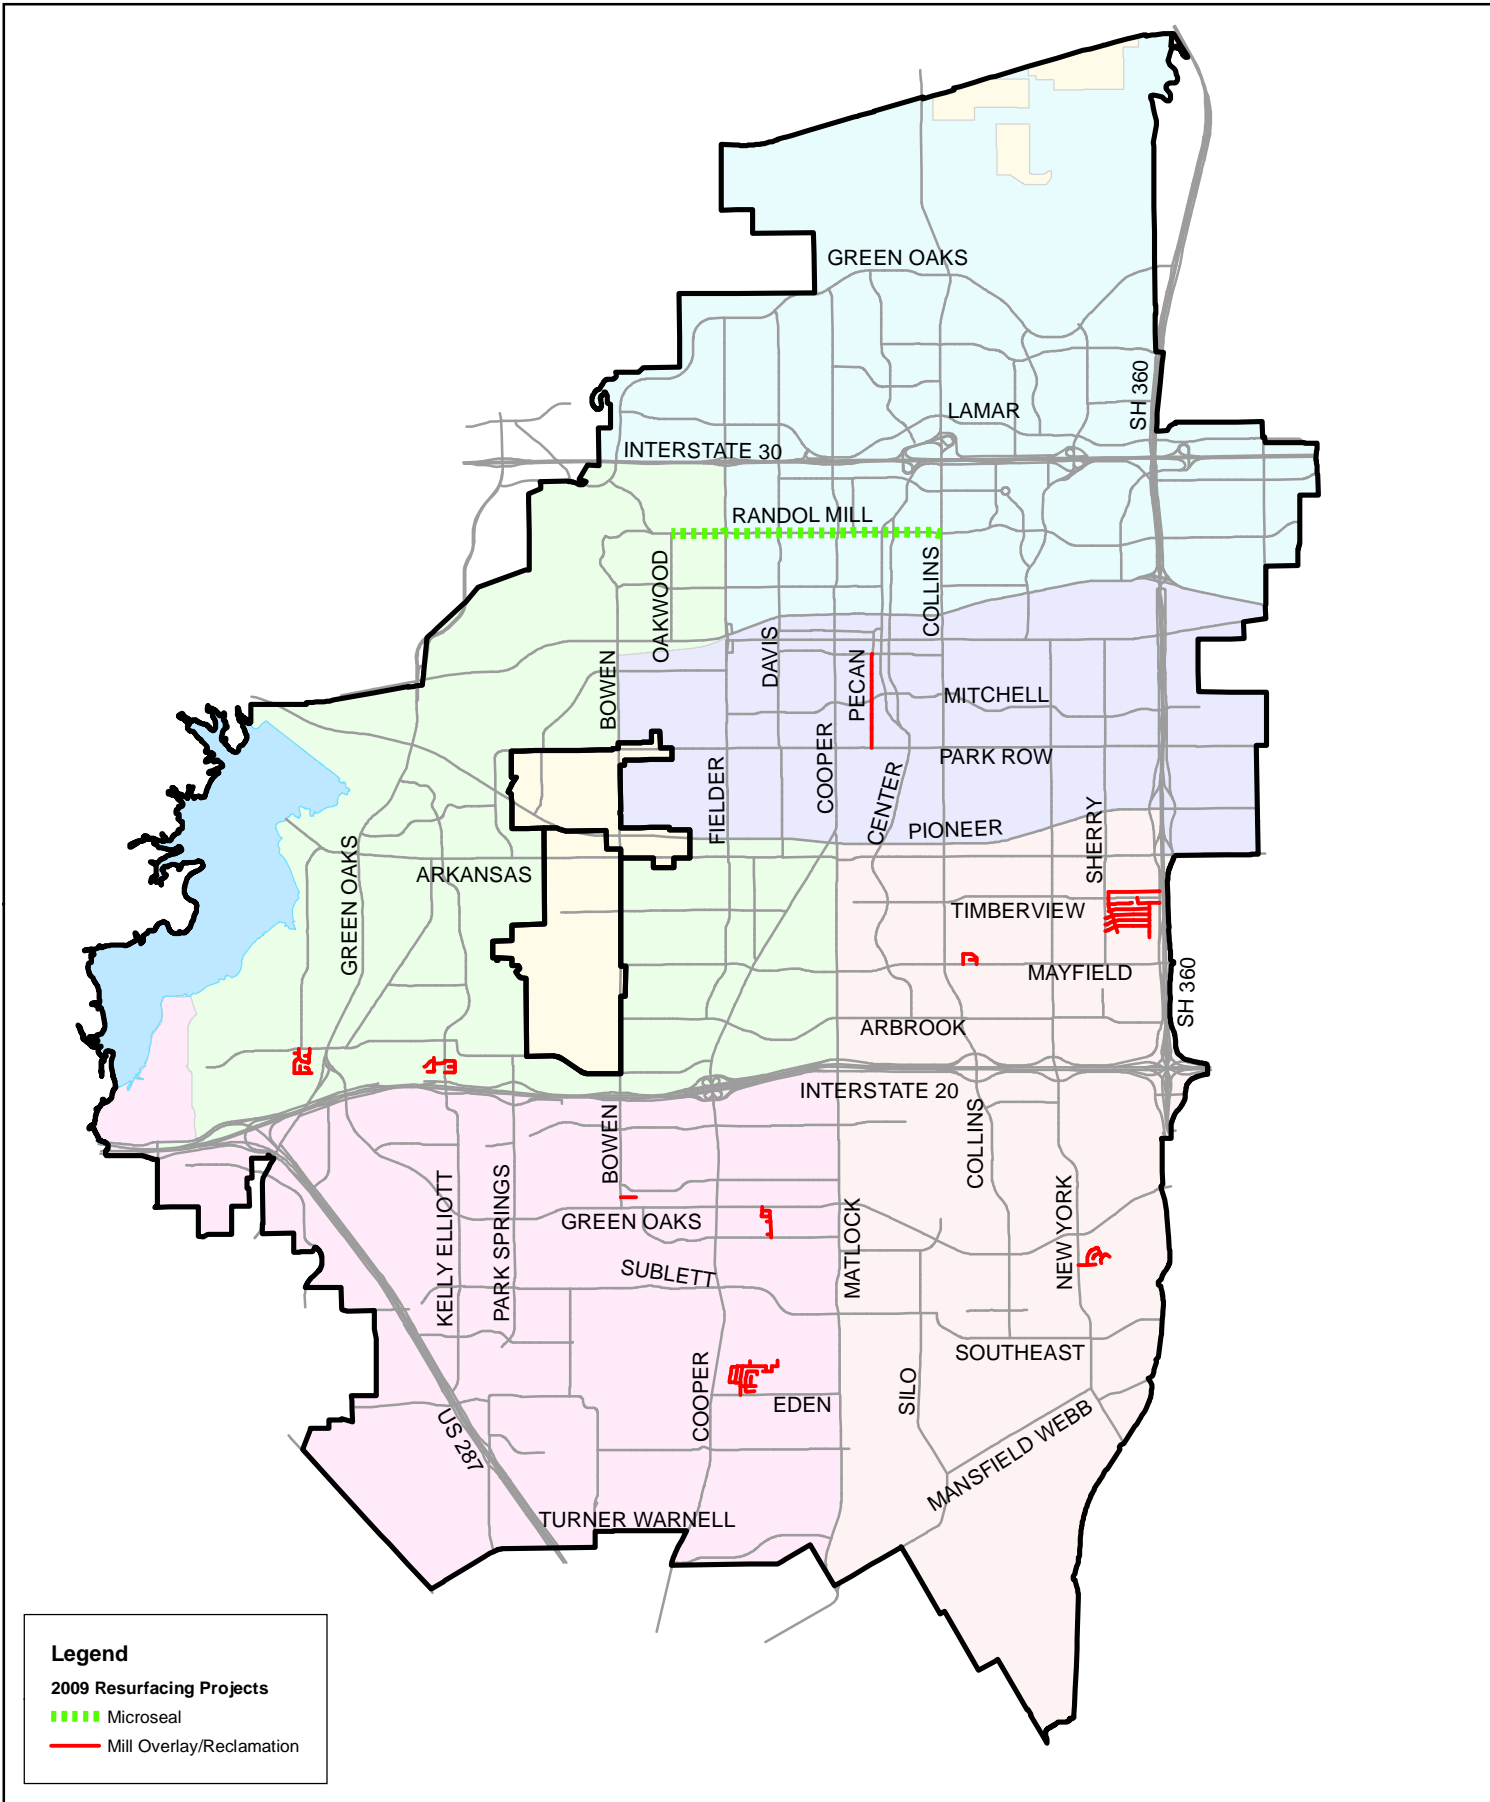 GREEN OAKS
SH 360
LAMAR
INTERSTATE 30
RANDOL MILL
OAKWOOD
COLLINS
DAVIS
BOWEN
PECAN
MITCHELL
COOPER
PARK ROW
FIELDER
CENTER
PIONEER
SHERRY
GREEN OAKS
ARKANSAS
TIMBERVIEW
MAYFIELD
SH 360
ARBROOK
INTERSTATE 20
BOWEN
COLLINS
KELLY ELLIOTT
PARK SPRINGS
GREEN OAKS
MATLOCK
NEW YORK
SUBLETT
SOUTHEAST
COOPER
SILO
EDEN
US 287
MANSFIELD WEBB
TURNER WARNELL
Legend
2009 Resurfacing Projects
Microseal
Mill Overlay/Reclamation